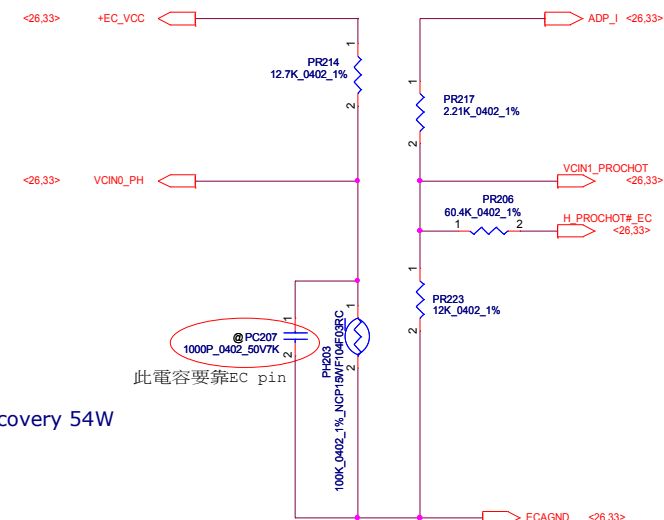 <26,33> +EC_VCC
ADP_I <26,33>
1
PR214
12.7K_0402_1%
2
1
PR217
2.21K_0402_1%
2
<26,33> VCIN0_PH
VCIN1_PROCHOT
<26,33>
PR206
60.4K_0402_1%
1 2
H_PROCHOT#_EC
<26,33>
1
PR223
12K_0402_1%
2
1
@PC207
1000P_0402_50V7K
2
此電容要靠EC pin
1
PH203
100K_0402_1%_NCP15WF104F03RC
2
covery 54W
ECAGND <26,33>